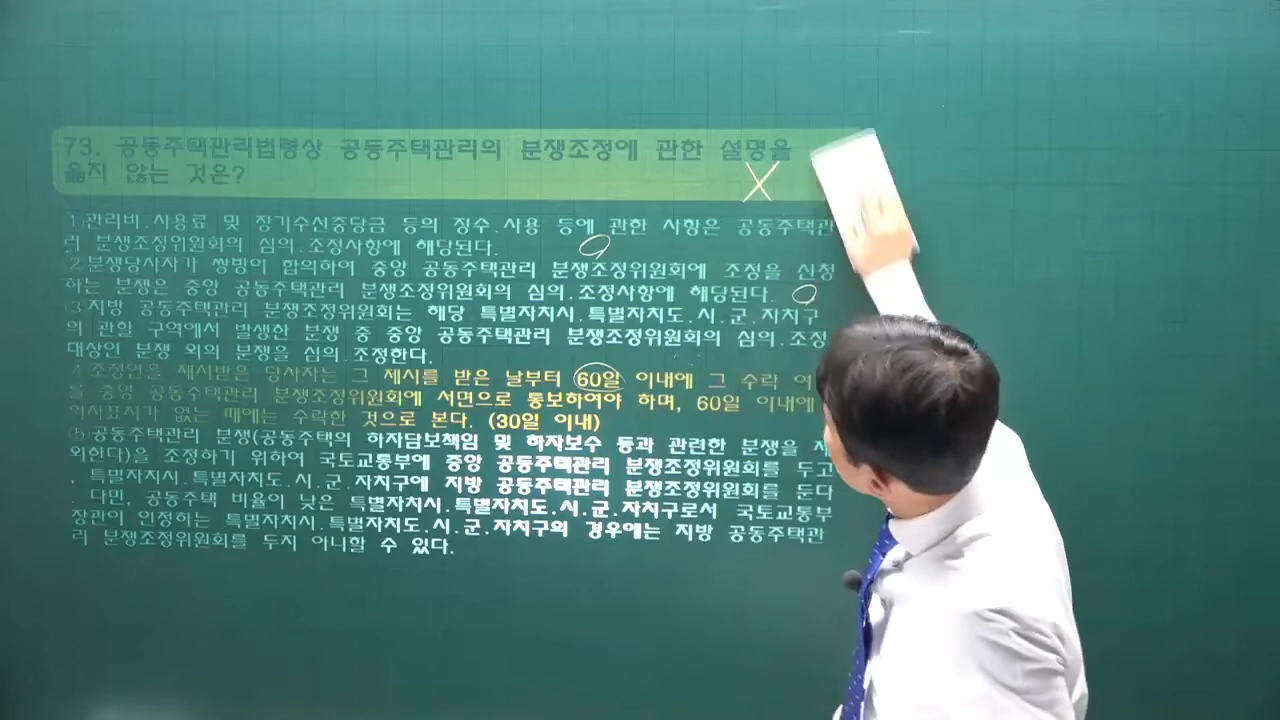 73. 공동주택관리법령상 공동주택관리의 분쟁조정에 관한 설명으
옳지 않는 것은?
X
① 관리비.사용료 및 장기수선충당금 등의 징수.사용 등에 관한 사항은 공동주택관
리 분쟁조정위원회의 심의.조정사항에 해당된다.
② 분쟁당사자가 쌍방이 합의하여 중앙 공동주택관리 분쟁조정위원회에 조정을 신청
하는 분쟁은 중앙 공동주택관리 분쟁조정위원회의 심의.조정사항에 해당된다.
③ 지방 공동주택관리 분쟁조정위원회는 해당 특별자치시.특별자치도.시.군.자치구
의 관할 구역에서 발생한 분쟁 중 중앙 공동주택관리 분쟁조정위원회의 심의.조정
대상인 분쟁 외의 분쟁을 심의.조정한다.
④ 조정안을 제시받은 당사자는 그 제시를 받은 날부터 60일 이내에 그 수락 여
를 중앙 공동주택관리 분쟁조정위원회에 서면으로 통보하여야 하며, 60일 이내에
의사표시가 없는 때에는 수락한 것으로 본다. (30일 이내)
⑤ 공동주택관리 분쟁(공동주택의 하자담보책임 및 하자보수 등과 관련한 분쟁을 제
외한다)을 조정하기 위하여 국토교통부에 중앙 공동주택관리 분쟁조정위원회를 두고
, 특별자치시.특별자치도.시.군.자치구에 지방 공동주택관리 분쟁조정위원회를 둔다
. 다만, 공동주택 비율이 낮은 특별자치시.특별자치도.시.군.자치구로서 국토교통부
장관이 인정하는 특별자치시.특별자치도.시.군.자치구의 경우에는 지방 공동주택관
리 분쟁조정위원회를 두지 아니할 수 있다.